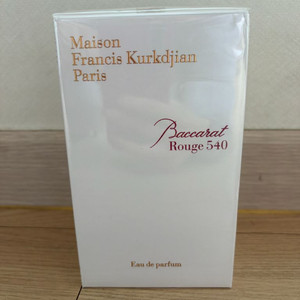 Maison
Francis Kurkdjian
Paris
Baccarat
Rouge 540
Eau de parfum